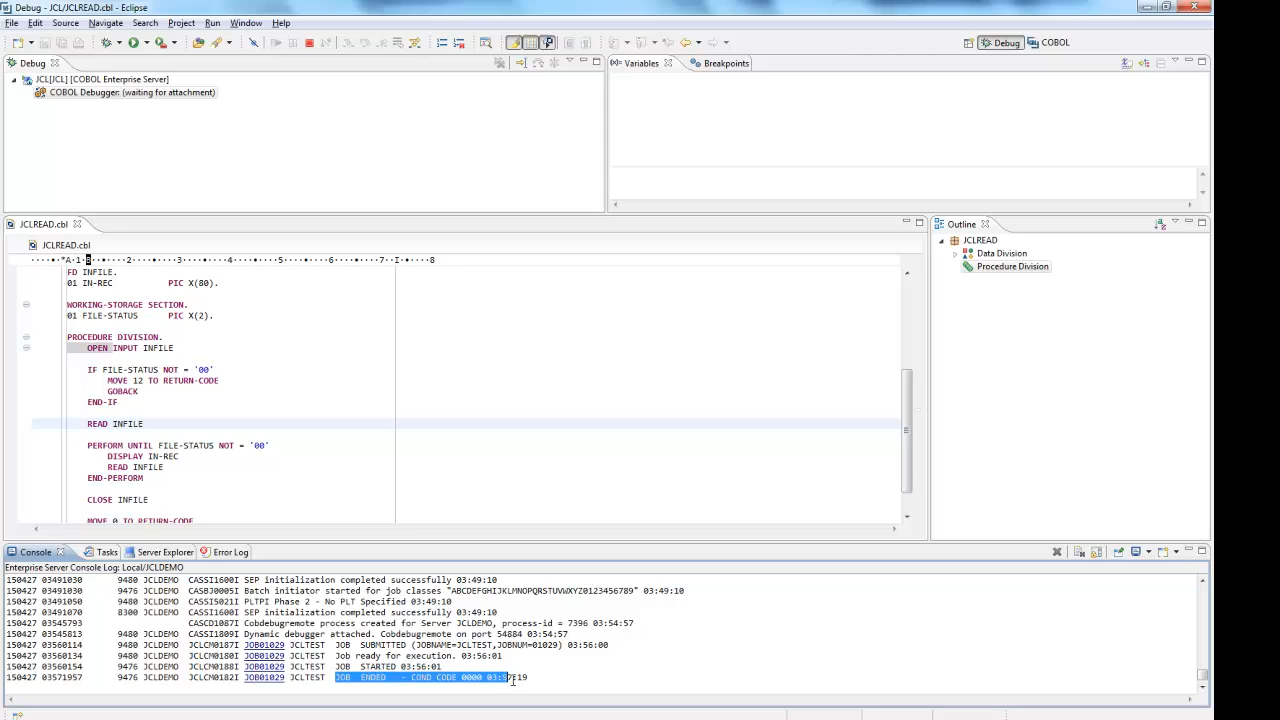 Debug - JCL/JCLREAD.cbl - Eclipse
File Edit Source Navigate Search Project Run Window Help
Debug COBOL
Debug
JCL[JCL] [COBOL Enterprise Server]
COBOL Debugger: (waiting for attachment)
Variables Breakpoints
JCLREAD.cbl
JCLREAD.cbl
FD INFILE.
01 IN-REC PIC X(80).
WORKING-STORAGE SECTION.
01 FILE-STATUS PIC X(2).
PROCEDURE DIVISION.
OPEN INPUT INFILE
IF FILE-STATUS NOT = '00'
MOVE 12 TO RETURN-CODE
GOBACK
END-IF
READ INFILE
PERFORM UNTIL FILE-STATUS NOT = '00'
DISPLAY IN-REC
READ INFILE
END-PERFORM
CLOSE INFILE
MOVE 0 TO RETURN-CODE
Outline
JCLREAD
Data Division
Procedure Division
Console Tasks Server Explorer Error Log
Enterprise Server Console Log: Local/JCLDEMO
150427 03491030 9480 JCLDEMO CASSI1600I SEP initialization completed successfully 03:49:10
150427 03491030 9476 JCLDEMO CASBJ0005I Batch initiator started for job classes "ABCDEFGHIJKLMNOPQRSTUVWXYZ0123456789" 03:49:10
150427 03491050 9480 JCLDEMO CASSI5021I PLTPI Phase 2 - No PLT Specified 03:49:10
150427 03491070 8300 JCLDEMO CASSI1600I SEP initialization completed successfully 03:49:10
150427 03545793 CASCD1087I Cobdebugremote process created for Server JCLDEMO, process-id = 7396 03:54:57
150427 03545813 9480 JCLDEMO CASSI1809I Dynamic debugger attached. Cobdebugremote on port 54884 03:54:57
150427 03560114 9480 JCLDEMO JCLCM0187I JOB01029 JCLTEST JOB SUBMITTED (JOBNAME=JCLTEST,JOBNUM=01029) 03:56:00
150427 03560134 9480 JCLDEMO JCLCM0180I JOB01029 JCLTEST Job ready for execution. 03:56:01
150427 03560154 9476 JCLDEMO JCLCM0188I JOB01029 JCLTEST JOB STARTED 03:56:01
150427 03571957 9476 JCLDEMO JCLCM0182I JOB01029 JCLTEST JOB ENDED - COND CODE 0000 03:57:19